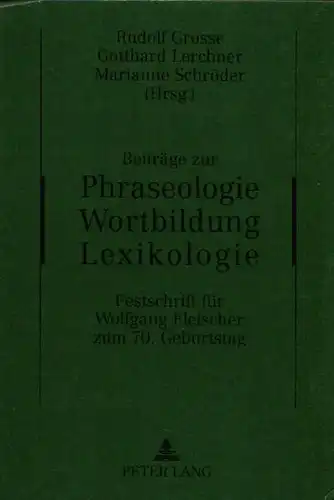 Rudolf Grosse
Gotthard Lerchner
Marianne Schröder
(Hrsg.)
Beiträge zur
Phraseologie
Wortbildung
Lexikologie
Festschrift für
Wolfgang Fleischer
zum 70. Geburtstag
PETER LANG